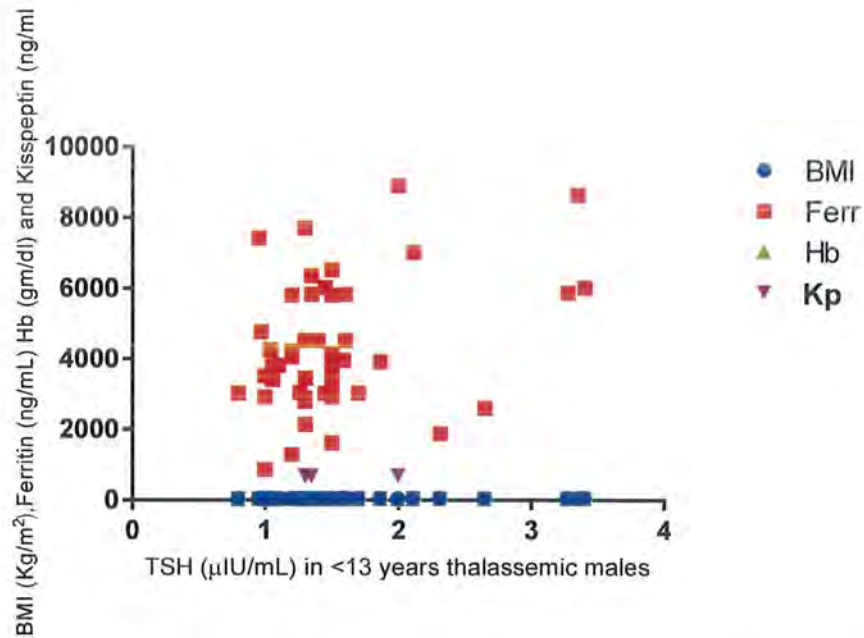 BMI (Kg/m²),Ferritin (ng/mL) Hb (gm/dl) and Kisspeptin (ng/ml
10000
8000
6000
4000
2000
0
0
1
2
3
4
TSH (µIU/mL) in <13 years thalassemic males
BMI
Ferr
Hb
Kp